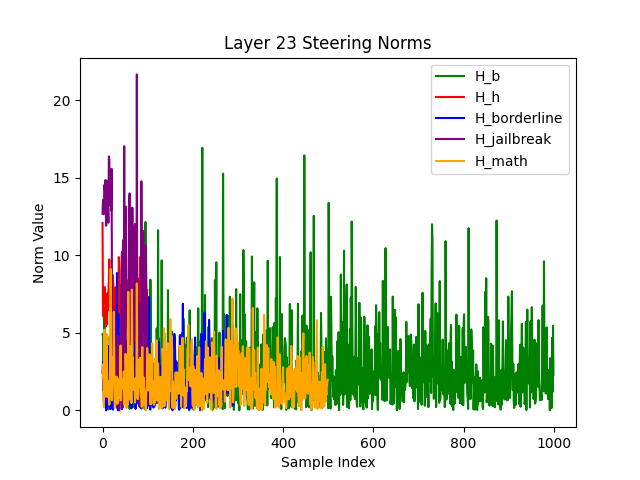 Layer 23 Steering Norms
H_b
H_h
H_borderline
H_jailbreak
H_math
Norm Value
20
15
10
5
0
0 200 400 600 800 1000
Sample Index